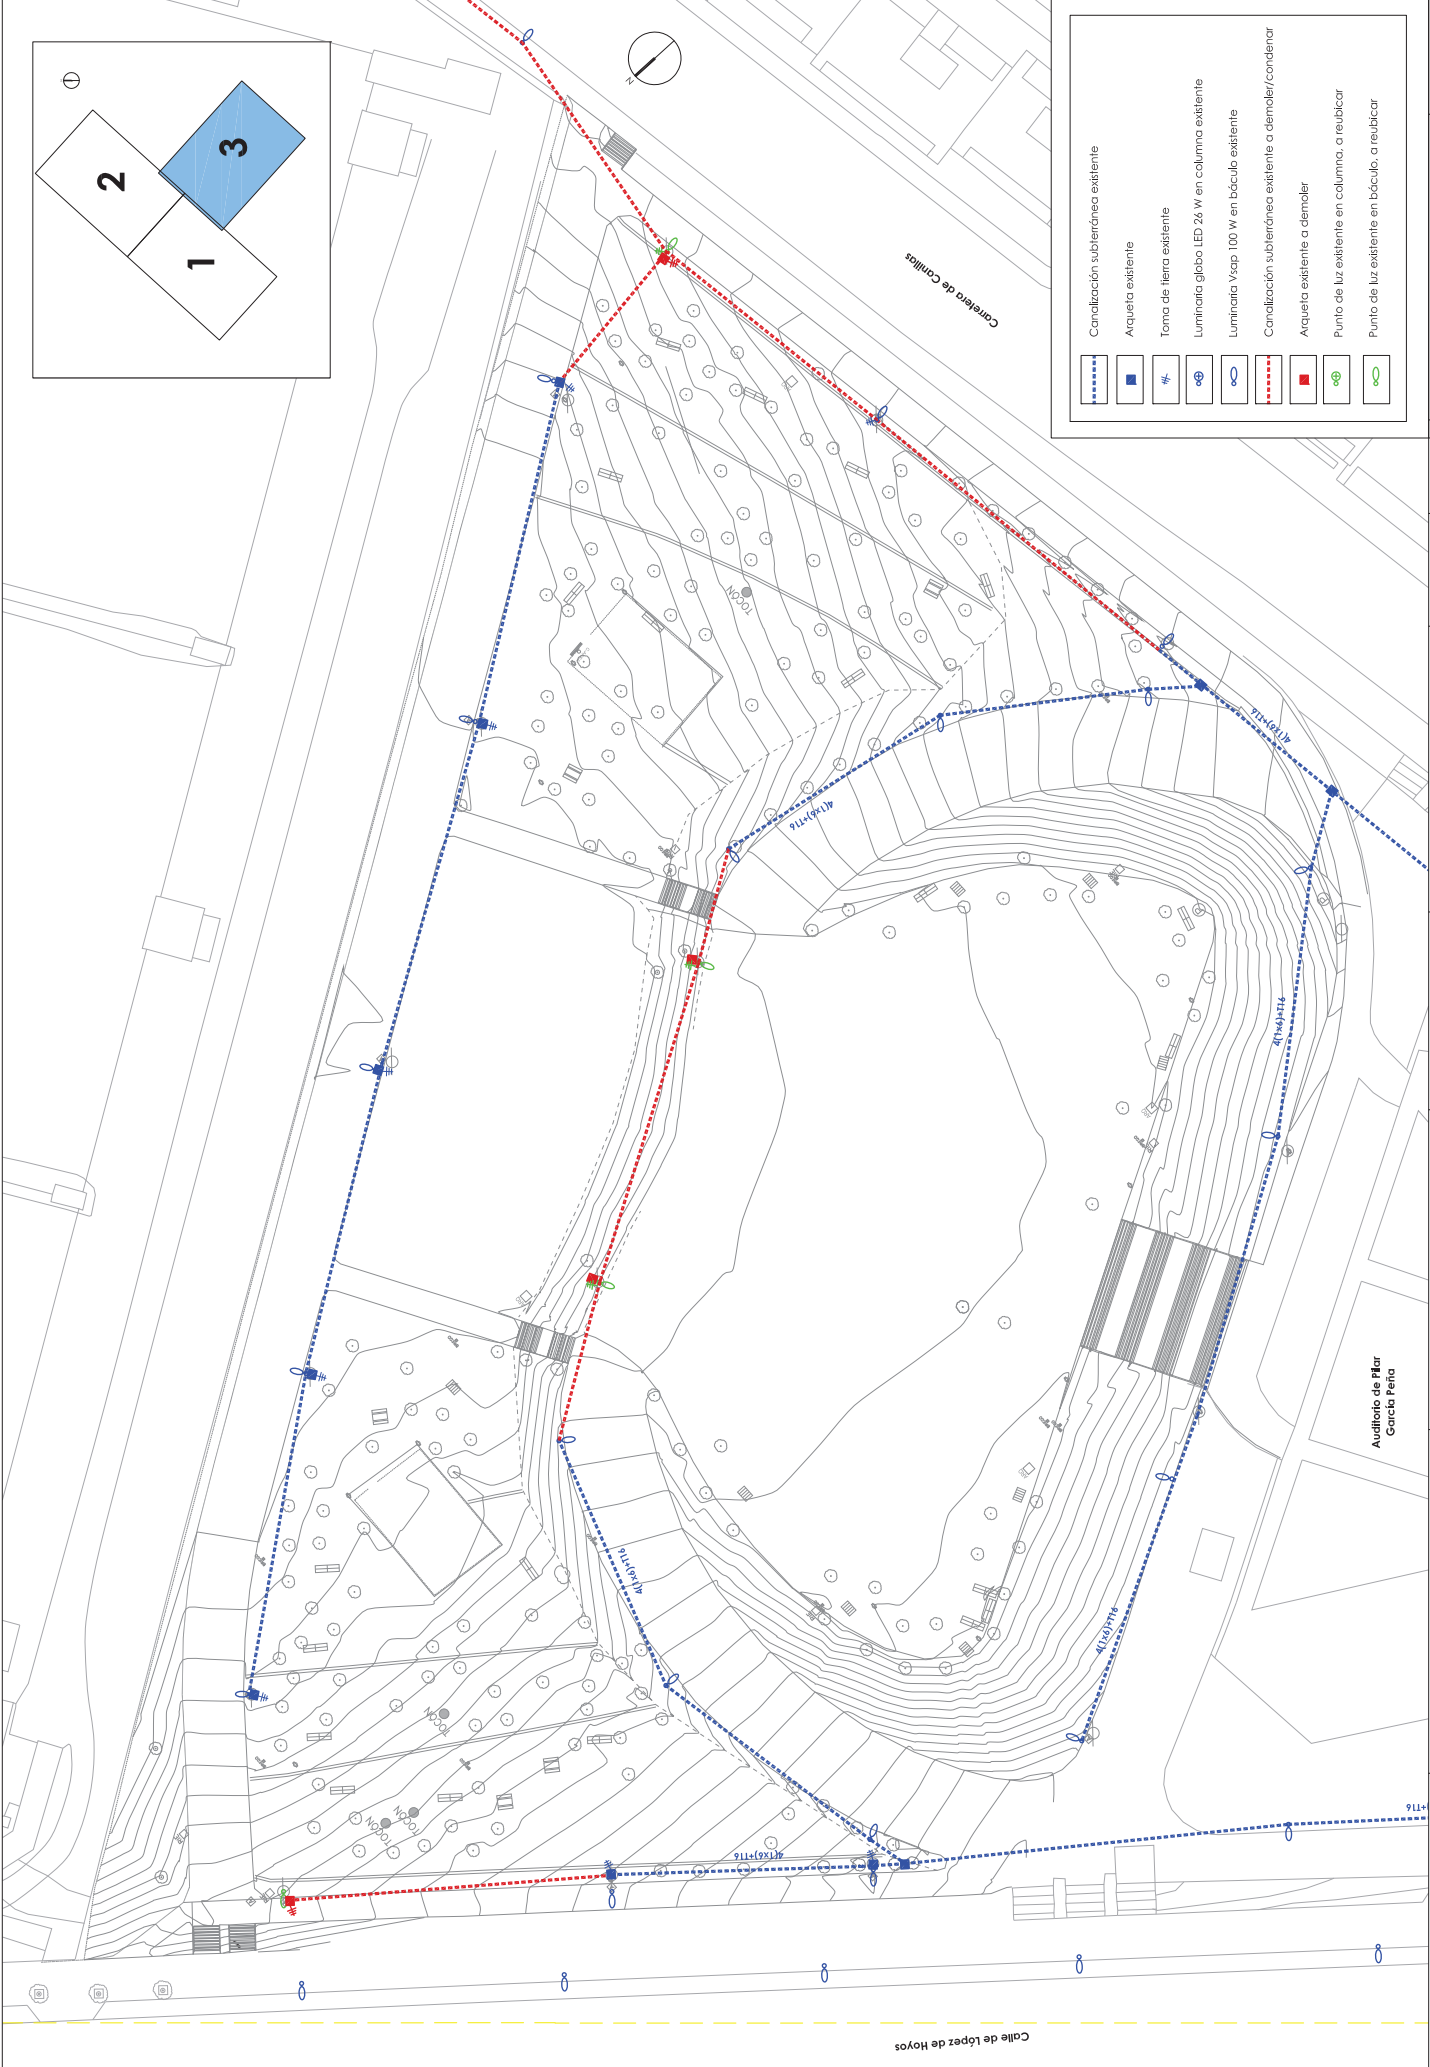 1
2
3
N
Canalización subterránea existente
Arqueta existente
Toma de tierra existente
Luminaria globo LED 26 W en columna existente
Luminaria Vsap 100 W en báculo existente
Canalización subterránea existente a demoler/condenar
Arqueta existente a demoler
Punto de luz existente en columna, a reubicar
Punto de luz existente en báculo, a reubicar
Carretera de Canillas
TOCON
4(1x6)+T16
4(1x6)+T16
4(1x6)+T16
4(1x6)+T16
4(1x6)+T16
TOCON
TOCON
TOCON
4(1x6)+T16
+T16
Auditorio de Pilar
García Peña
Calle de López de Hoyos